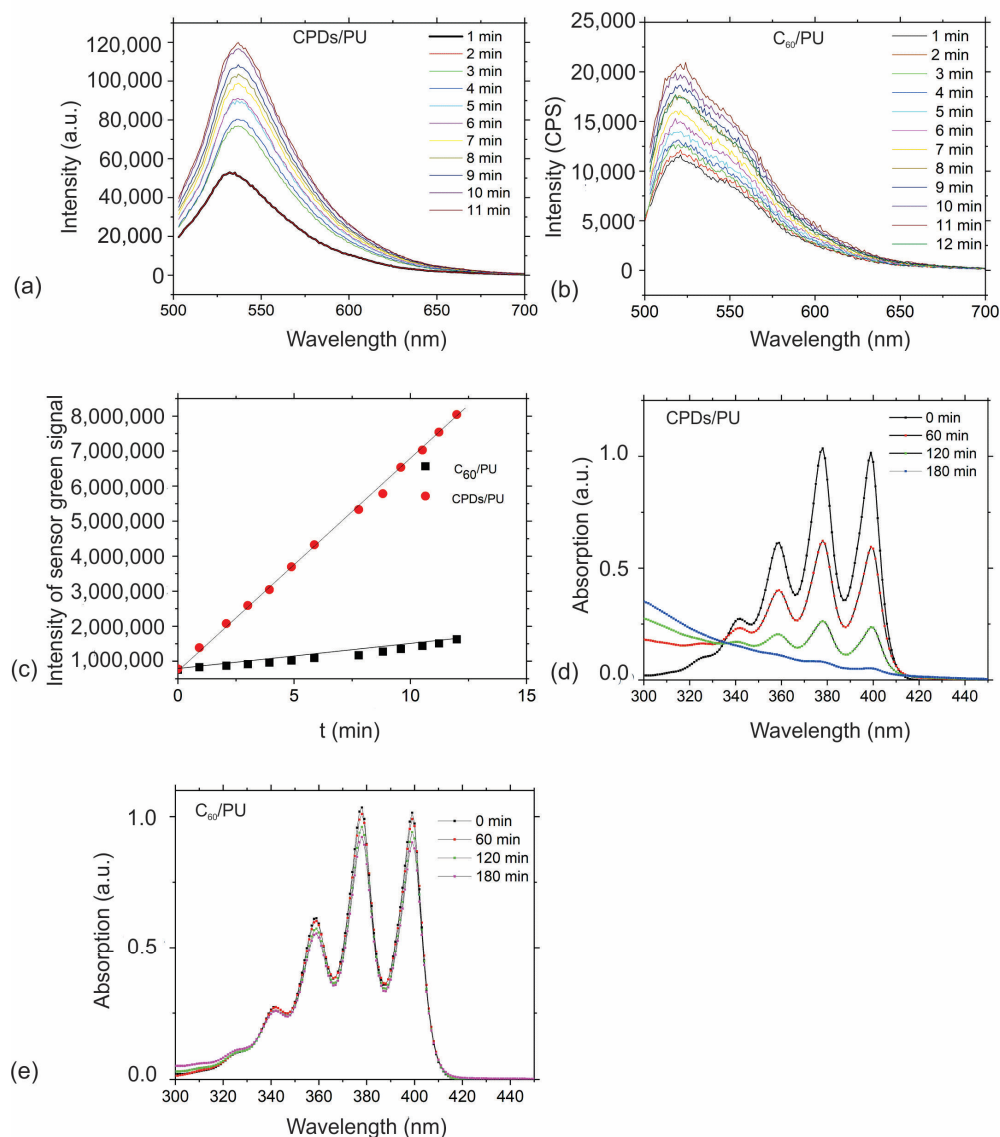 CPDs/PU
1 min
2 min
3 min
4 min
5 min
6 min
7 min
8 min
9 min
10 min
11 min
120,000
100,000
80,000
60,000
40,000
20,000
0
Intensity (a.u.)
500 550 600 650 700
Wavelength (nm)
(a)
C60/PU
1 min
2 min
3 min
4 min
5 min
6 min
7 min
8 min
9 min
10 min
11 min
12 min
25,000
20,000
15,000
10,000
5,000
0
Intensity (CPS)
500 550 600 650 700
Wavelength (nm)
(b)
8,000,000
7,000,000
6,000,000
5,000,000
4,000,000
3,000,000
2,000,000
1,000,000
Intensity of sensor green signal
C60/PU
CPDs/PU
0 5 10 15
t (min)
(c)
CPDs/PU
0 min
60 min
120 min
180 min
1.0
0.5
0.0
Absorption (a.u.)
300 320 340 360 380 400 420 440
Wavelength (nm)
(d)
C60/PU
0 min
60 min
120 min
180 min
1.0
0.5
0.0
Absorption (a.u.)
300 320 340 360 380 400 420 440
Wavelength (nm)
(e)